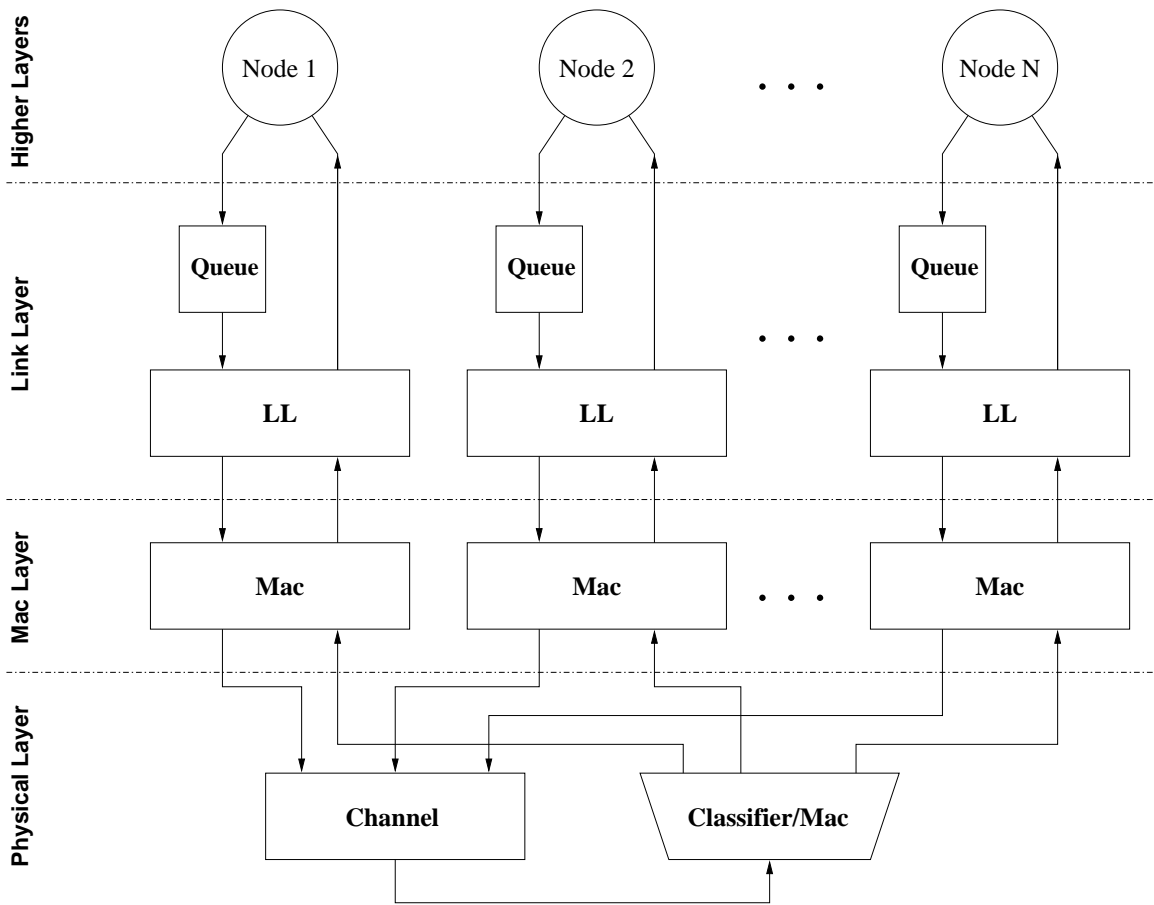 Higher Layers
Node 1
Node 2
Node N
. . .
Link Layer
Queue
Queue
Queue
. . .
LL
LL
LL
Mac Layer
Mac
Mac
Mac
. . .
Physical Layer
Channel
Classifier/Mac